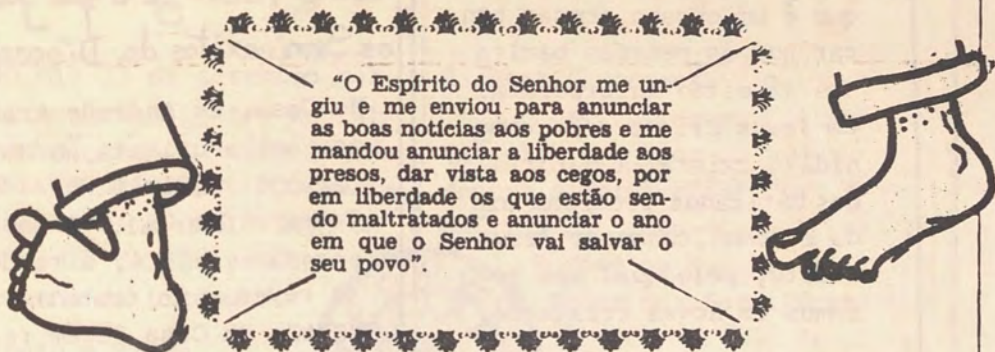 "O Espírito do Senhor me un-
giu e me enviou para anunciar
as boas notícias aos pobres e me
mandou anunciar a liberdade aos
presos, dar vista aos cegos, por
em liberdade os que estão sen-
do maltratados e anunciar o ano
em que o Senhor vai salvar o
seu povo".